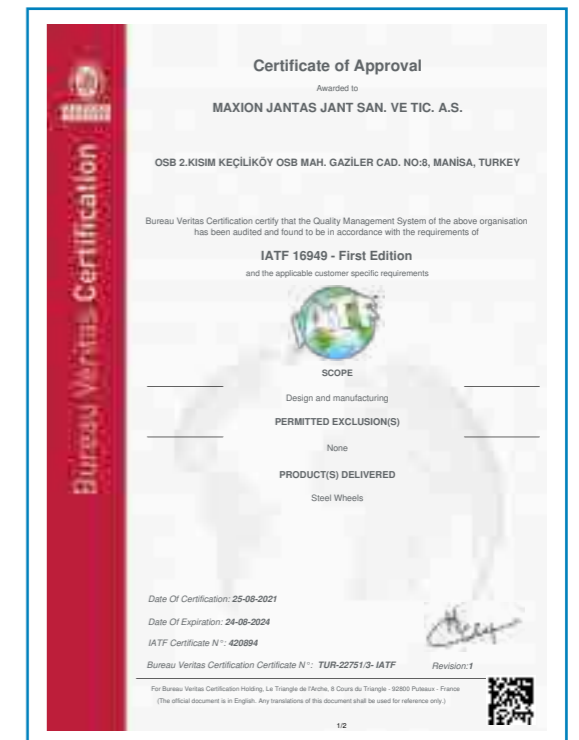 Bureau Veritas Certification
Certificate of Approval
Awarded to
MAXION JANTAS JANT SAN. VE TIC. A.S.
OSB 2.KISIM KEÇİLİKÖY OSB MAH. GAZİLER CAD. NO:8, MANİSA, TURKEY
Bureau Veritas Certification certify that the Quality Management System of the above organisation
has been audited and found to be in accordance with the requirements of
IATF 16949 - First Edition
and the applicable customer specific requirements
IATF
SCOPE
Design and manufacturing
PERMITTED EXCLUSION(S)
None
PRODUCT(S) DELIVERED
Steel Wheels
Date Of Certification: 25-08-2021
Date Of Expiration: 24-08-2024
IATF Certificate N°: 420894
Bureau Veritas Certification Certificate N°: TUR-22751/3- IATF Revision:1
For Bureau Veritas Certification Holding, Le Triangle de l'Arche, 8 Cours du Triangle - 92800 Puteaux - France
(The official document is in English. Any translations of this document shall be used for reference only.)
1/2